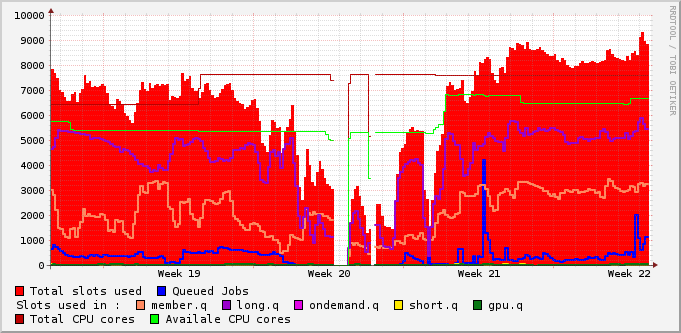 RRDTOOL / TOBI OETIKER
10000
9000
8000
7000
6000
5000
4000
3000
2000
1000
0
Week 19 Week 20 Week 21 Week 22
Total slots used Queued Jobs
Slots used in : member.q long.q ondemand.q short.q gpu.q
Total CPU cores Availale CPU cores